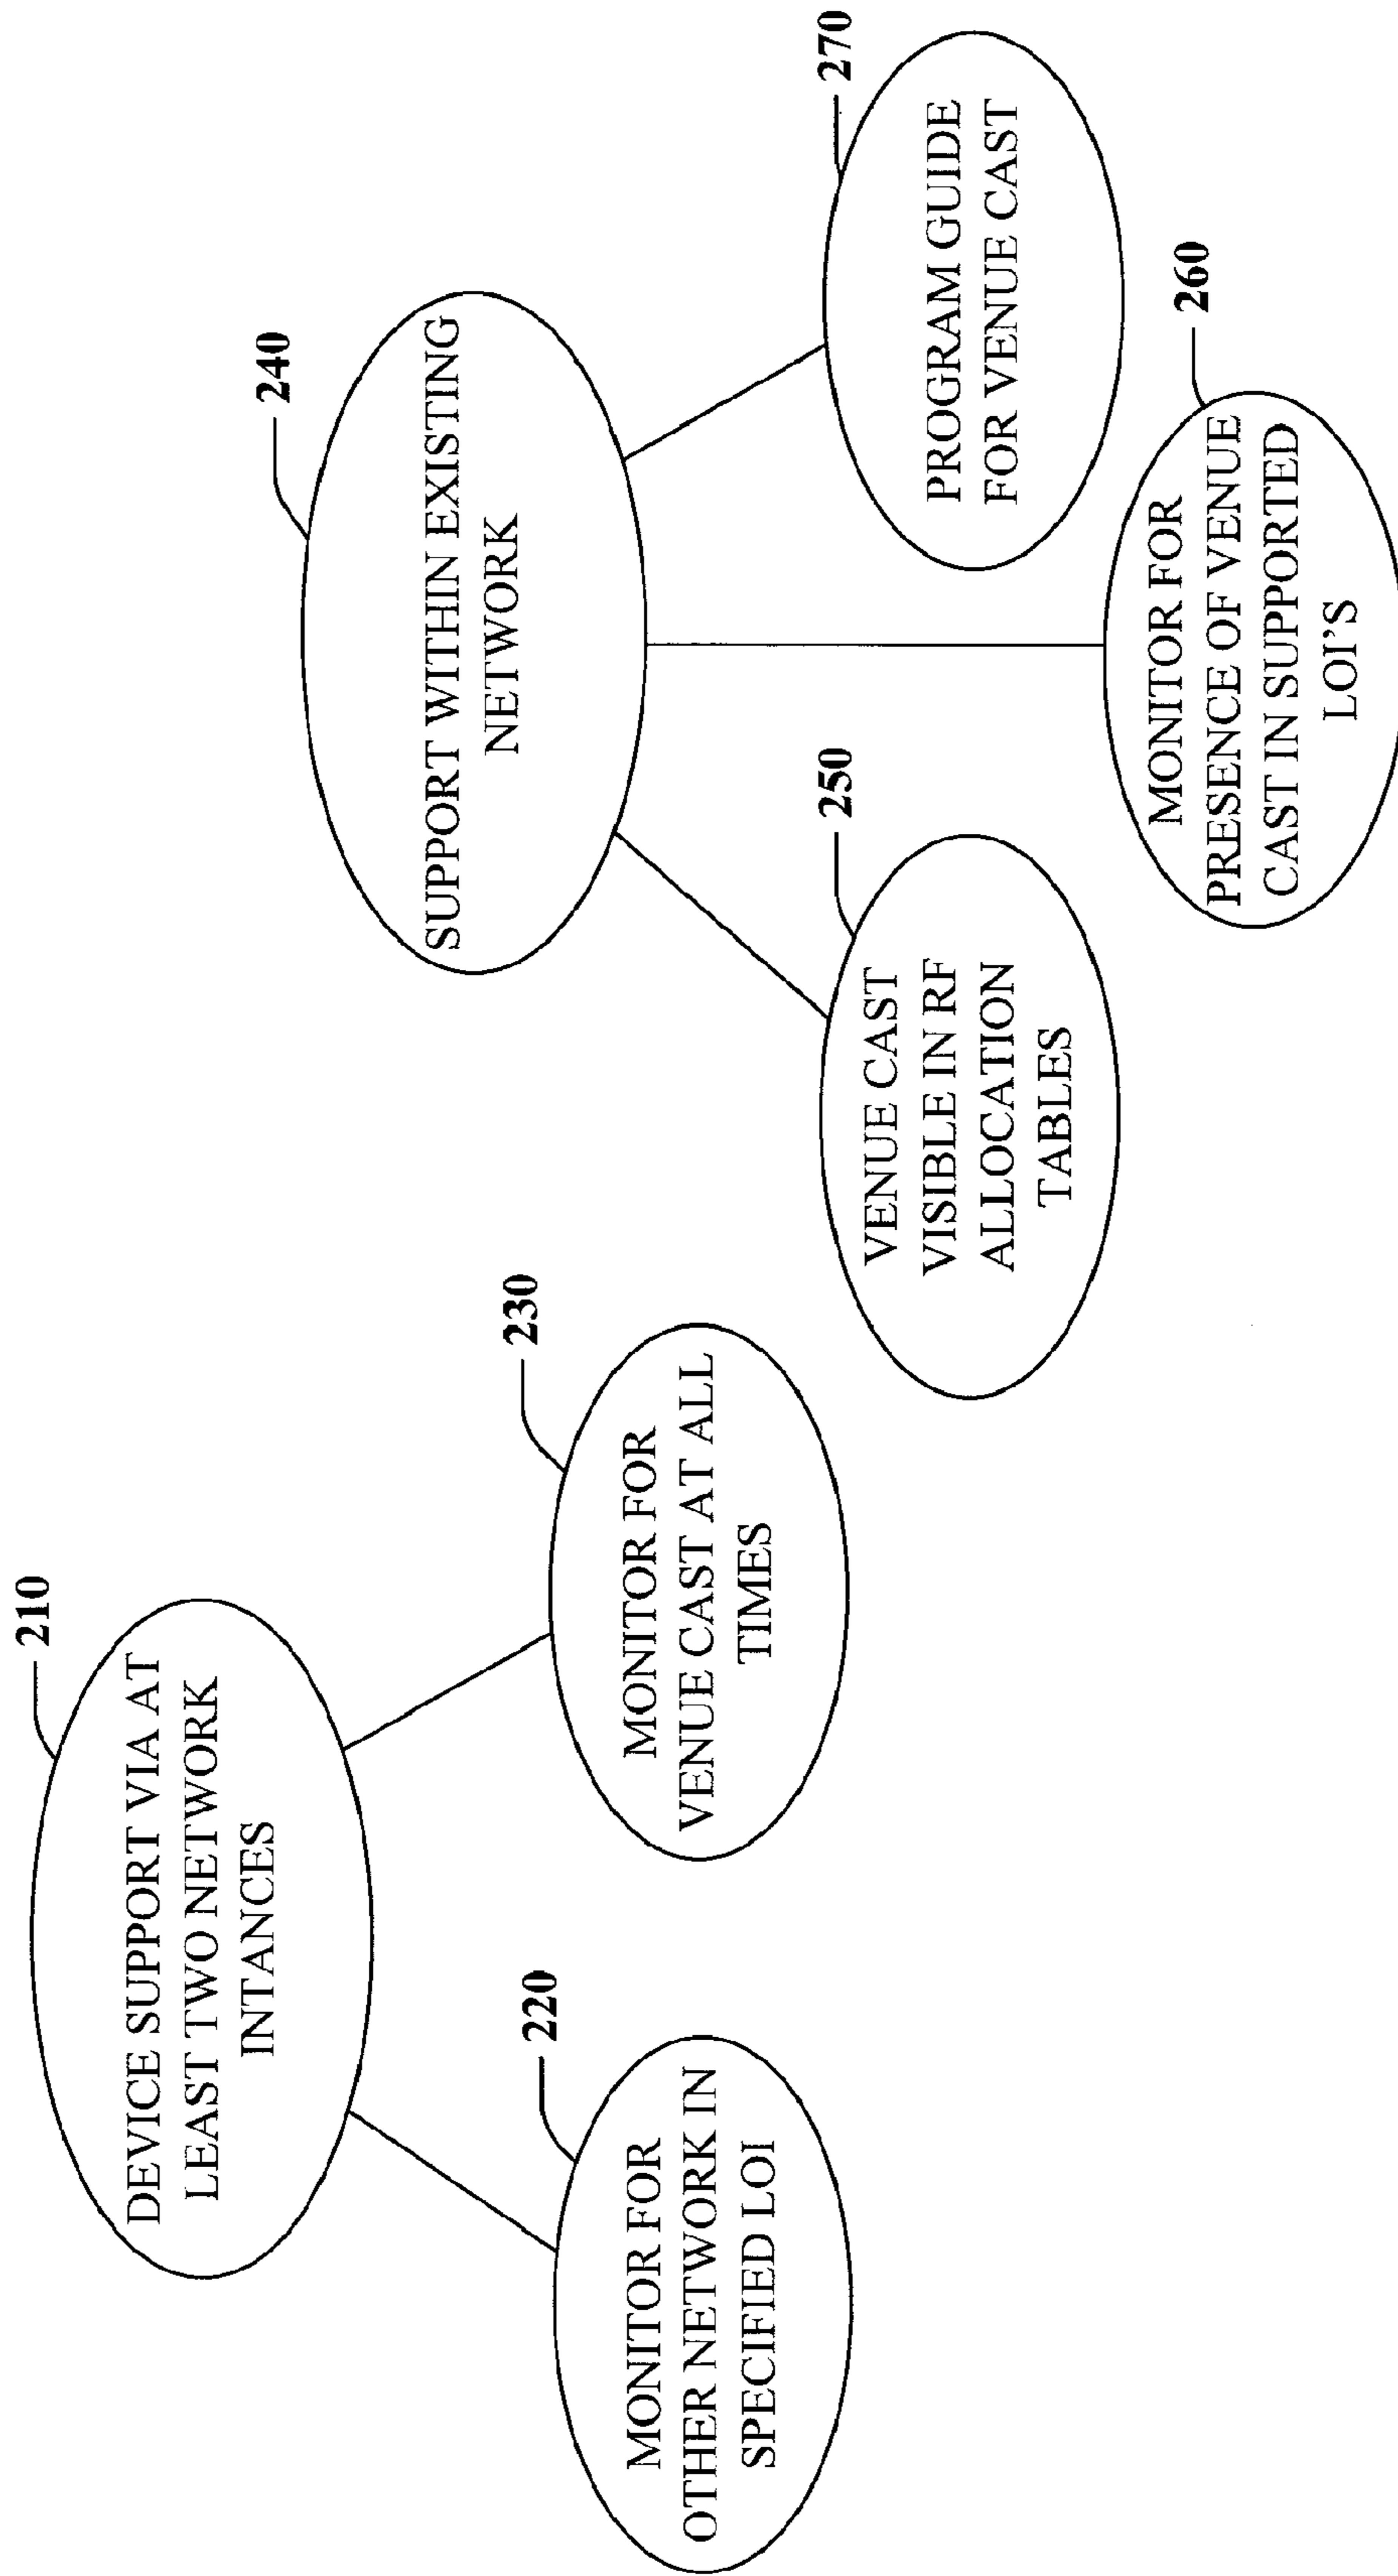 210
DEVICE SUPPORT VIA AT
LEAST TWO NETWORK
INTANCES
220
MONITOR FOR
OTHER NETWORK IN
SPECIFIED LOI
230
MONITOR FOR
VENUE CAST AT ALL
TIMES
240
SUPPORT WITHIN EXISTING
NETWORK
250
VENUE CAST
VISIBLE IN RF
ALLOCATION
TABLES
260
MONITOR FOR
PRESENCE OF VENUE
CAST IN SUPPORTED
LOI'S
270
PROGRAM GUIDE
FOR VENUE CAST